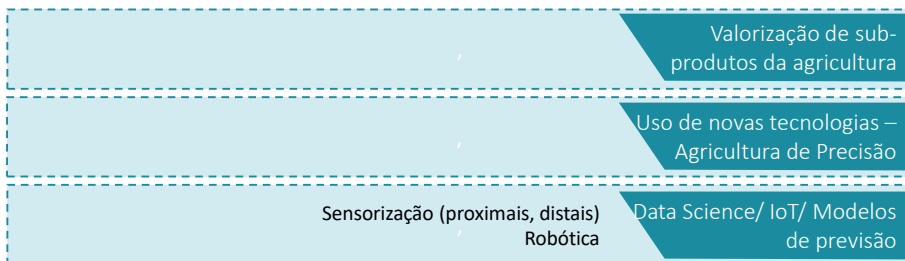 Valorização de sub-
produtos da agricultura
,
Uso de novas tecnologias –
Agricultura de Precisão
,
Sensorização (proximais, distais)
Robótica
,
Data Science/ IoT/ Modelos
de previsão